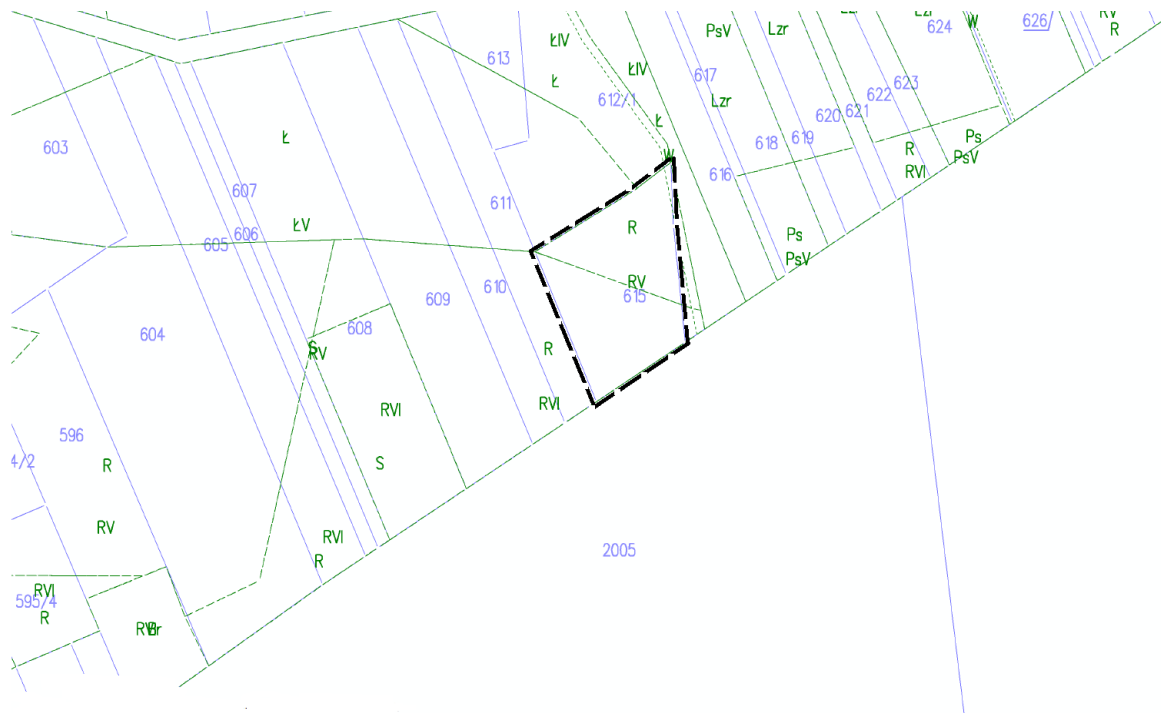 RV
R
624
626/
W
613
ŁIV
Ł
PsV
Lzr
ŁIV
617
Lzr
612/1
622
623
620
621
Ł
603
Ł
618
619
Ps
R
PsV
W
616
RVI
607
611
ŁV
R
605
606
Ps
PsV
RV
610
615
609
604
608
S
RV
R
RVI
RVI
596
4/2
R
S
RV
RVI
R
2005
RVI
595/4
R